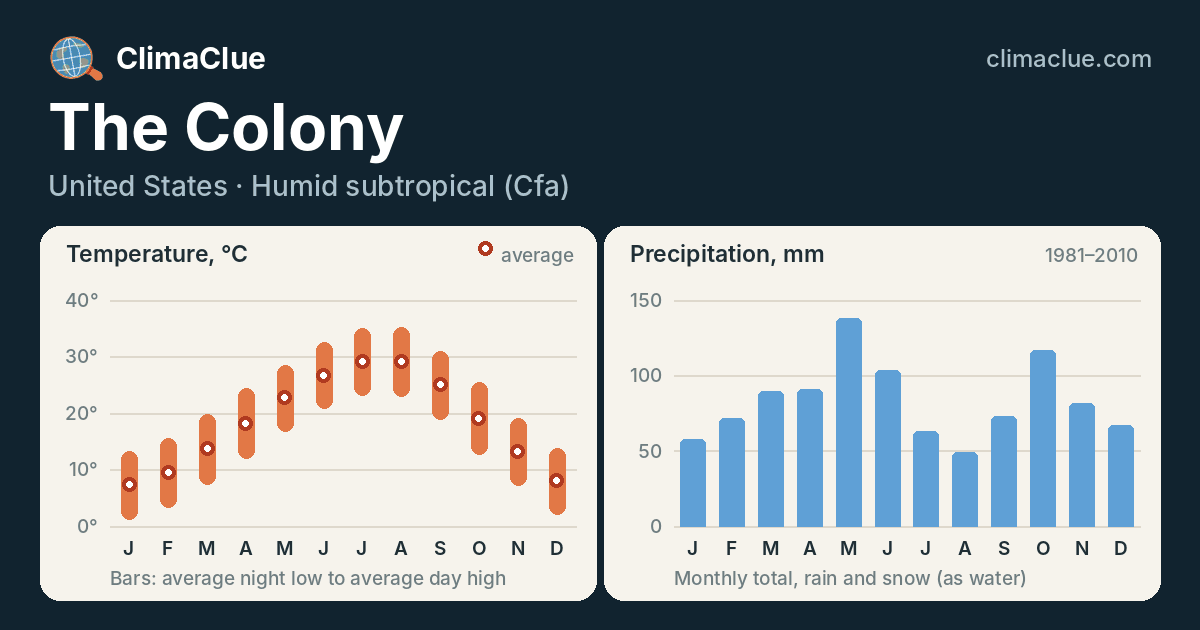 ClimaClue
climaclue.com
The Colony
United States · Humid subtropical (Cfa)
Temperature, °C
average
40°
30°
20°
10°
0°
J F M A M J J A S O N D
Bars: average night low to average day high
Precipitation, mm
1981–2010
150
100
50
0
J F M A M J J A S O N D
Monthly total, rain and snow (as water)